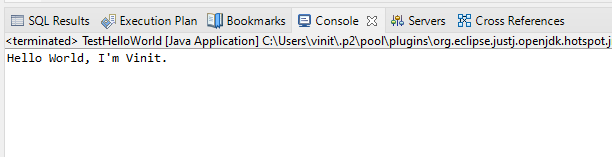 SQL Results Execution Plan Bookmarks Console Servers Cross References
<terminated> TestHelloWorld [Java Application] C:\Users\vinit\.p2\pool\plugins\org.eclipse.justj.openjdk.hotspot.j
Hello World, I'm Vinit.